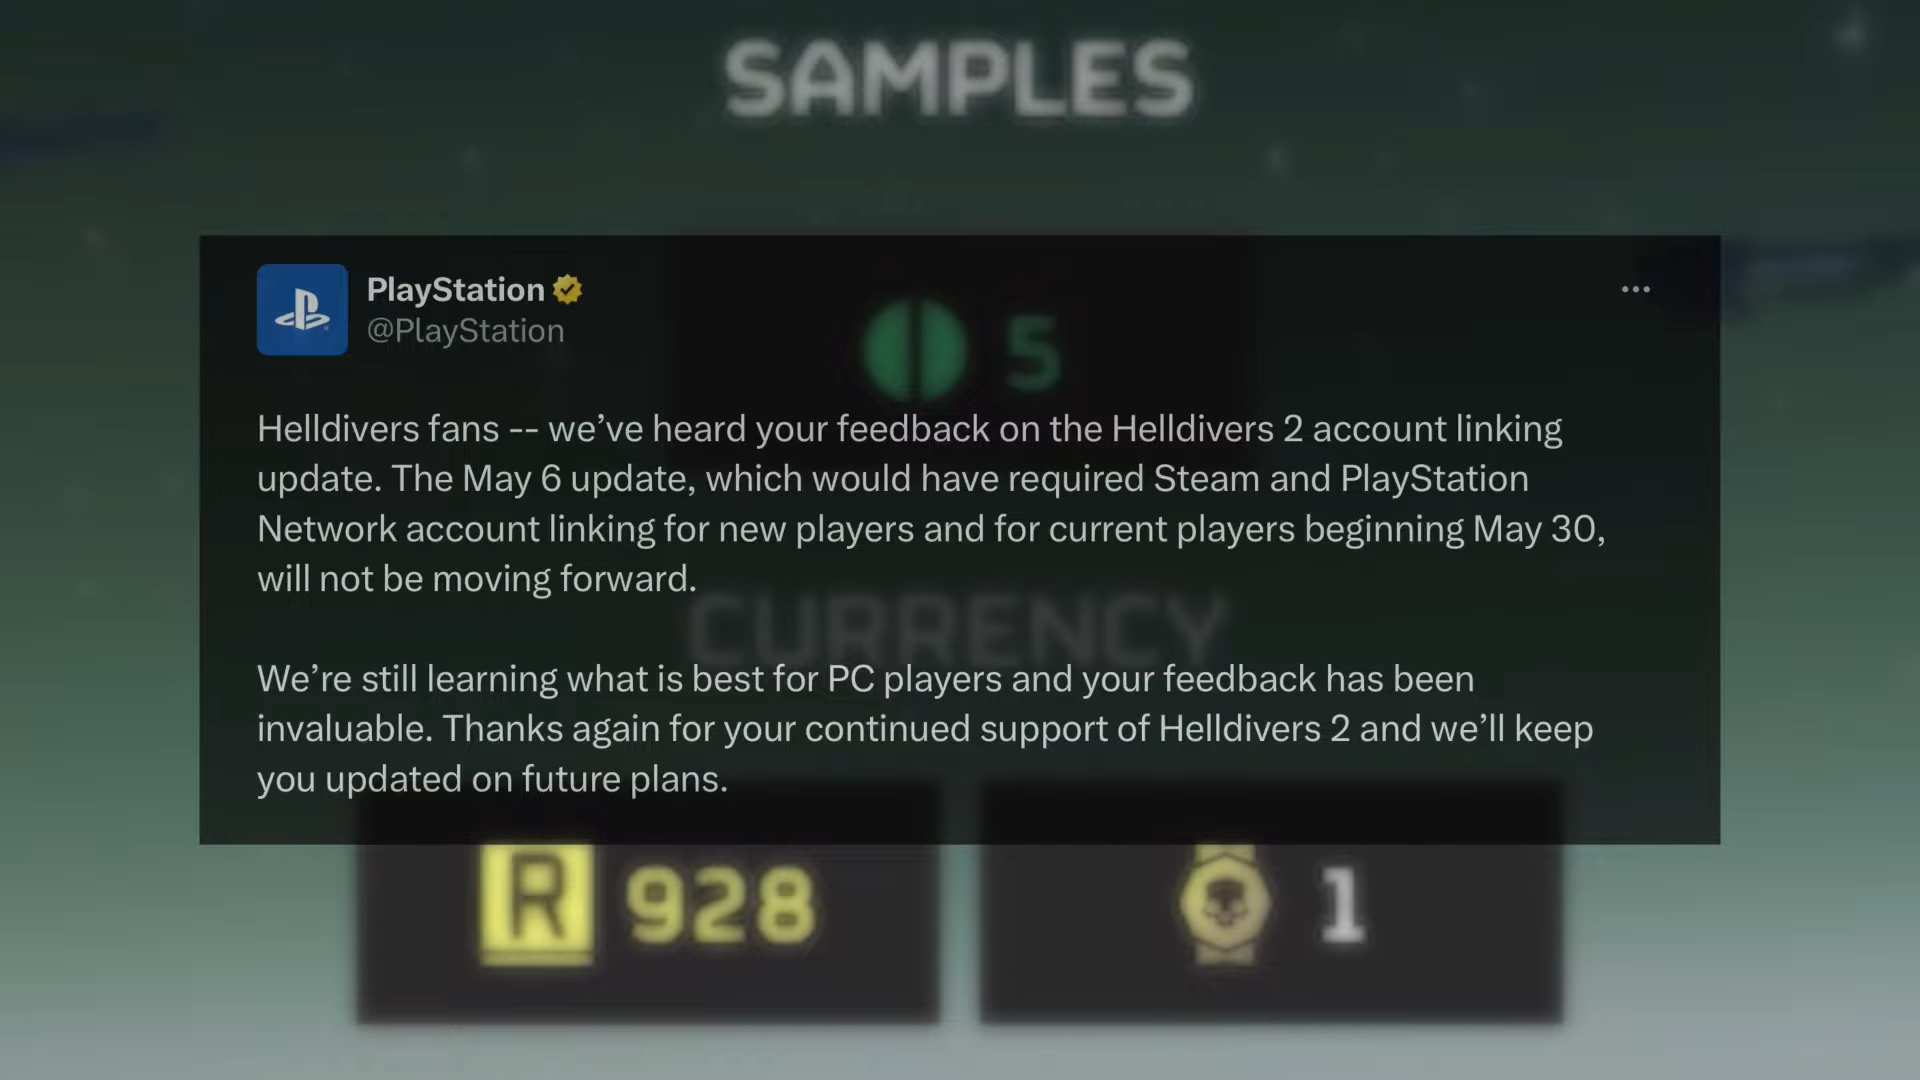 SAMPLES
PlayStation
@PlayStation
5
Helldivers fans -- we’ve heard your feedback on the Helldivers 2 account linking
update. The May 6 update, which would have required Steam and PlayStation
Network account linking for new players and for current players beginning May 30,
will not be moving forward.
CURRENCY
We’re still learning what is best for PC players and your feedback has been
invaluable. Thanks again for your continued support of Helldivers 2 and we’ll keep
you updated on future plans.
R 928
1